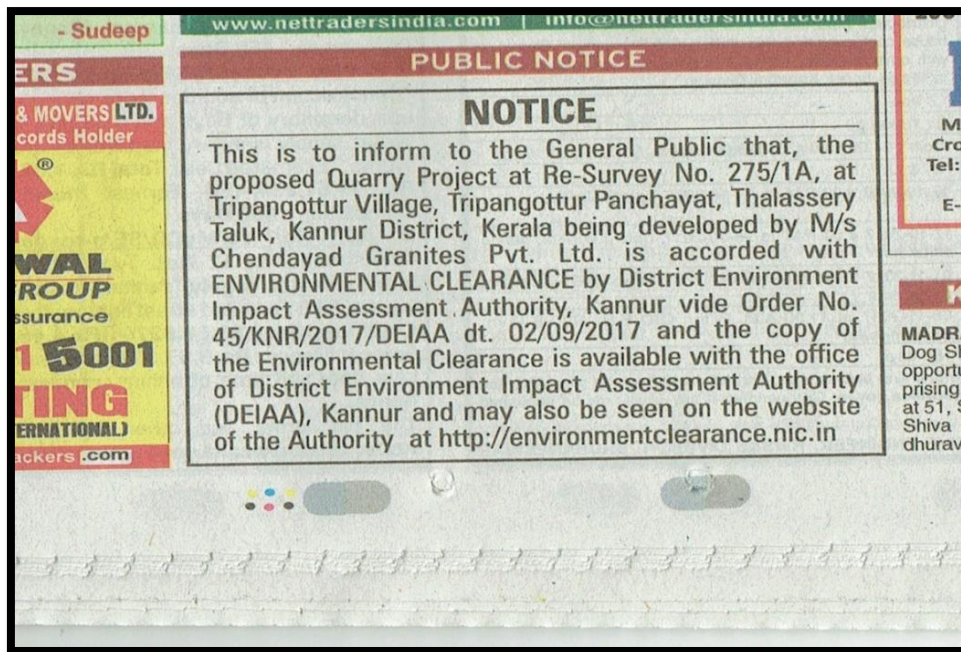 - Sudeep
www.nettradersindia.com | info@nettradersindia.com
ERS
& MOVERS LTD.
cords Holder
®
WAL
ROUP
ssurance
1 5001
TING
ERNATIONAL)
ackers .com
PUBLIC NOTICE
NOTICE
This is to inform to the General Public that, the
proposed Quarry Project at Re-Survey No. 275/1A, at
Tripangottur Village, Tripangottur Panchayat, Thalassery
Taluk, Kannur District, Kerala being developed by M/s
Chendayad Granites Pvt. Ltd. is accorded with
ENVIRONMENTAL CLEARANCE by District Environment
Impact Assessment Authority, Kannur vide Order No.
45/KNR/2017/DEIAA dt. 02/09/2017 and the copy of
the Environmental Clearance is available with the office
of District Environment Impact Assessment Authority
(DEIAA), Kannur and may also be seen on the website
of the Authority at http://environmentclearance.nic.in
M
Cro
Tel:
E-
K
MADR
Dog Sh
opportu
prising
at 51, S
Shiva
dhurav